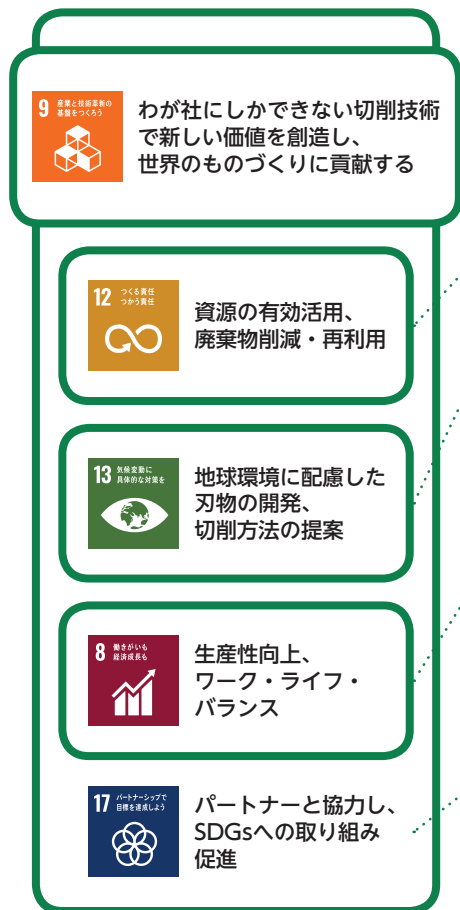 9 産業と技術革新の
基盤をつくろう
わが社にしかできない切削技術
で新しい価値を創造し、
世界のものづくりに貢献する
12 つくる責任
つかう責任
資源の有効活用、
廃棄物削減・再利用
13 気候変動に
具体的な対策を
地球環境に配慮した
刃物の開発、
切削方法の提案
8 働きがいも
経済成長も
生産性向上、
ワーク・ライフ・
バランス
17 パートナーシップで
目標を達成しよう
パートナーと協力し、
SDGsへの取り組み
促進